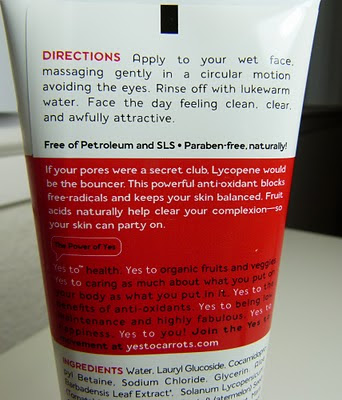 DIRECTIONS Apply to your wet face,
massaging gently in a circular motion
avoiding the eyes. Rinse off with lukewarm
water. Face the day feeling clean, clear,
and awfully attractive.
Free of Petroleum and SLS • Paraben-free, naturally!
If your pores were a secret club, Lycopene would
be the bouncer. This powerful anti-oxidant blocks
free-radicals and keeps your skin balanced. Fruit
acids naturally help clear your complexion—so
your skin can party on.
The Power of Yes
Yes to™ health. Yes to organic fruits and veggies.
Yes to caring as much about what you put on
your body as what you put in it. Yes to the
benefits of anti-oxidants. Yes to being low
maintenance and highly fabulous. Yes to
happiness. Yes to you! Join the Yes to
movement at yestocarrots.com
INGREDIENTS Water, Lauryl Glucoside, Cocamidopropyl
Betaine, Sodium Chloride, Glycerin,
Barbadensis Leaf Extract*, Solanum Lycopersicum